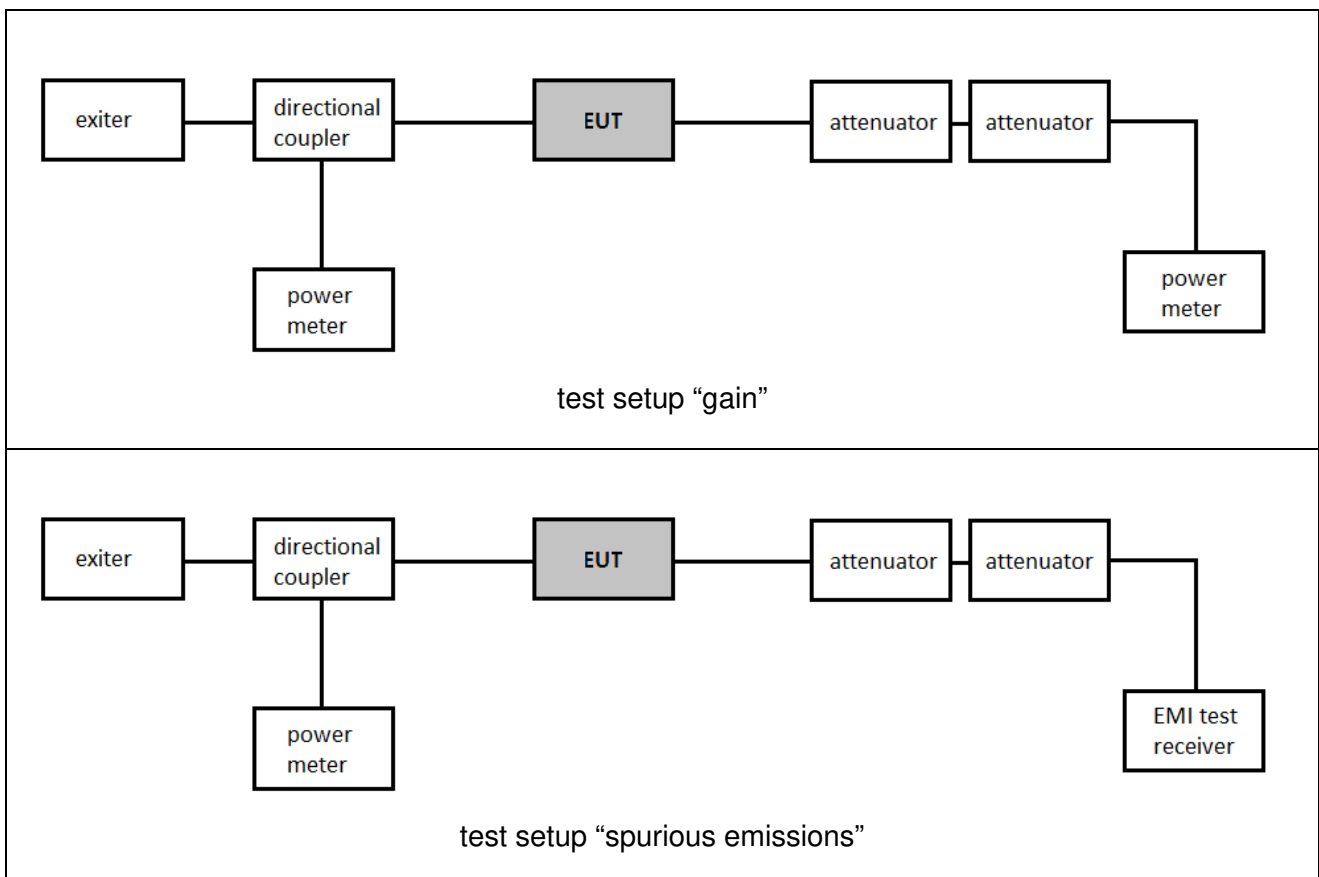 exiter
directional
coupler
EUT
attenuator
attenuator
power
meter
power
meter
test setup “gain”
exiter
directional
coupler
EUT
attenuator
attenuator
power
meter
EMI test
receiver
test setup “spurious emissions”